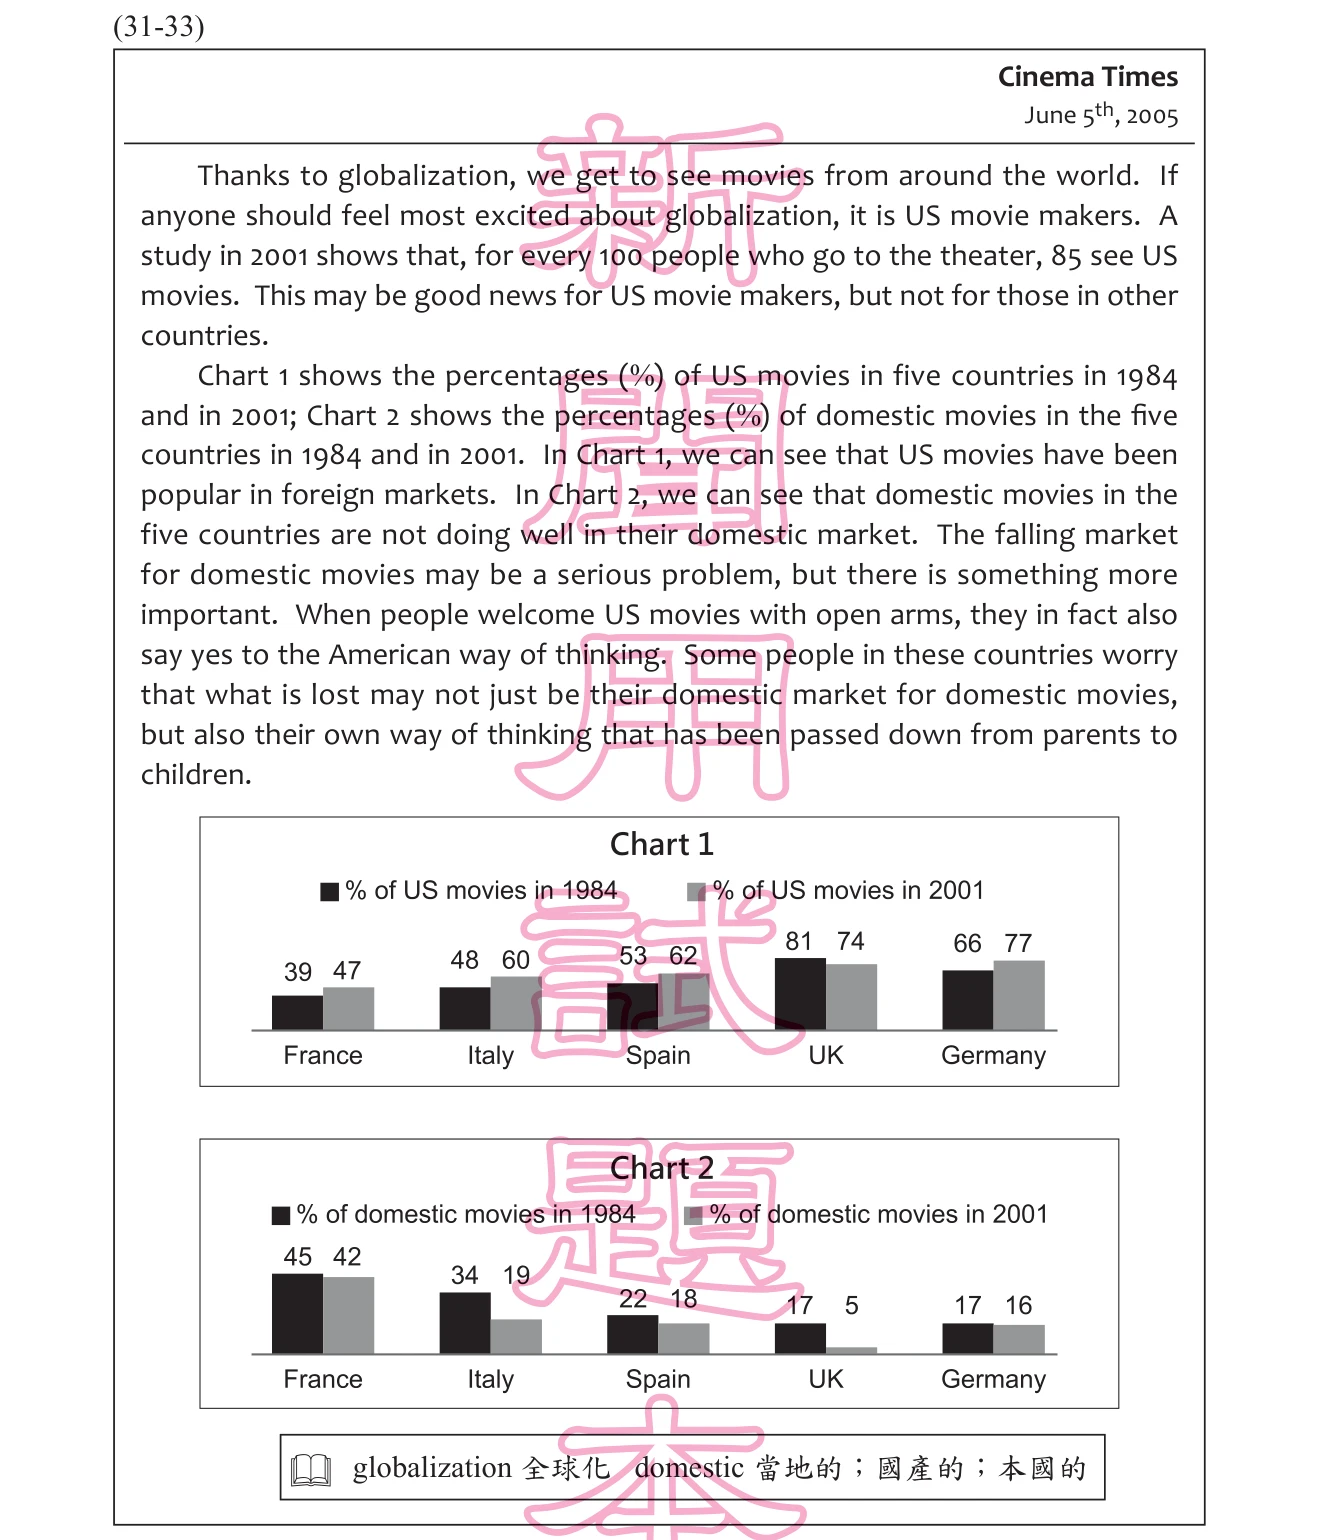 (31-33)
Cinema Times
June 5th, 2005
Thanks to globalization, we get to see movies from around the world. If
anyone should feel most excited about globalization, it is US movie makers. A
study in 2001 shows that, for every 100 people who go to the theater, 85 see US
movies. This may be good news for US movie makers, but not for those in other
countries.
Chart 1 shows the percentages (%) of US movies in five countries in 1984
and in 2001; Chart 2 shows the percentages (%) of domestic movies in the five
countries in 1984 and in 2001. In Chart 1, we can see that US movies have been
popular in foreign markets. In Chart 2, we can see that domestic movies in the
five countries are not doing well in their domestic market. The falling market
for domestic movies may be a serious problem, but there is something more
important. When people welcome US movies with open arms, they in fact also
say yes to the American way of thinking. Some people in these countries worry
that what is lost may not just be their domestic market for domestic movies,
but also their own way of thinking that has been passed down from parents to
children.
Chart 1
% of US movies in 1984 % of US movies in 2001
39 47 48 60 53 62 81 74 66 77
France Italy Spain UK Germany
Chart 2
% of domestic movies in 1984 % of domestic movies in 2001
45 42 34 19 22 18 17 5 17 16
France Italy Spain UK Germany
globalization 全球化 domestic 當地的；國產的；本國的
新
聞
用
試
題
本